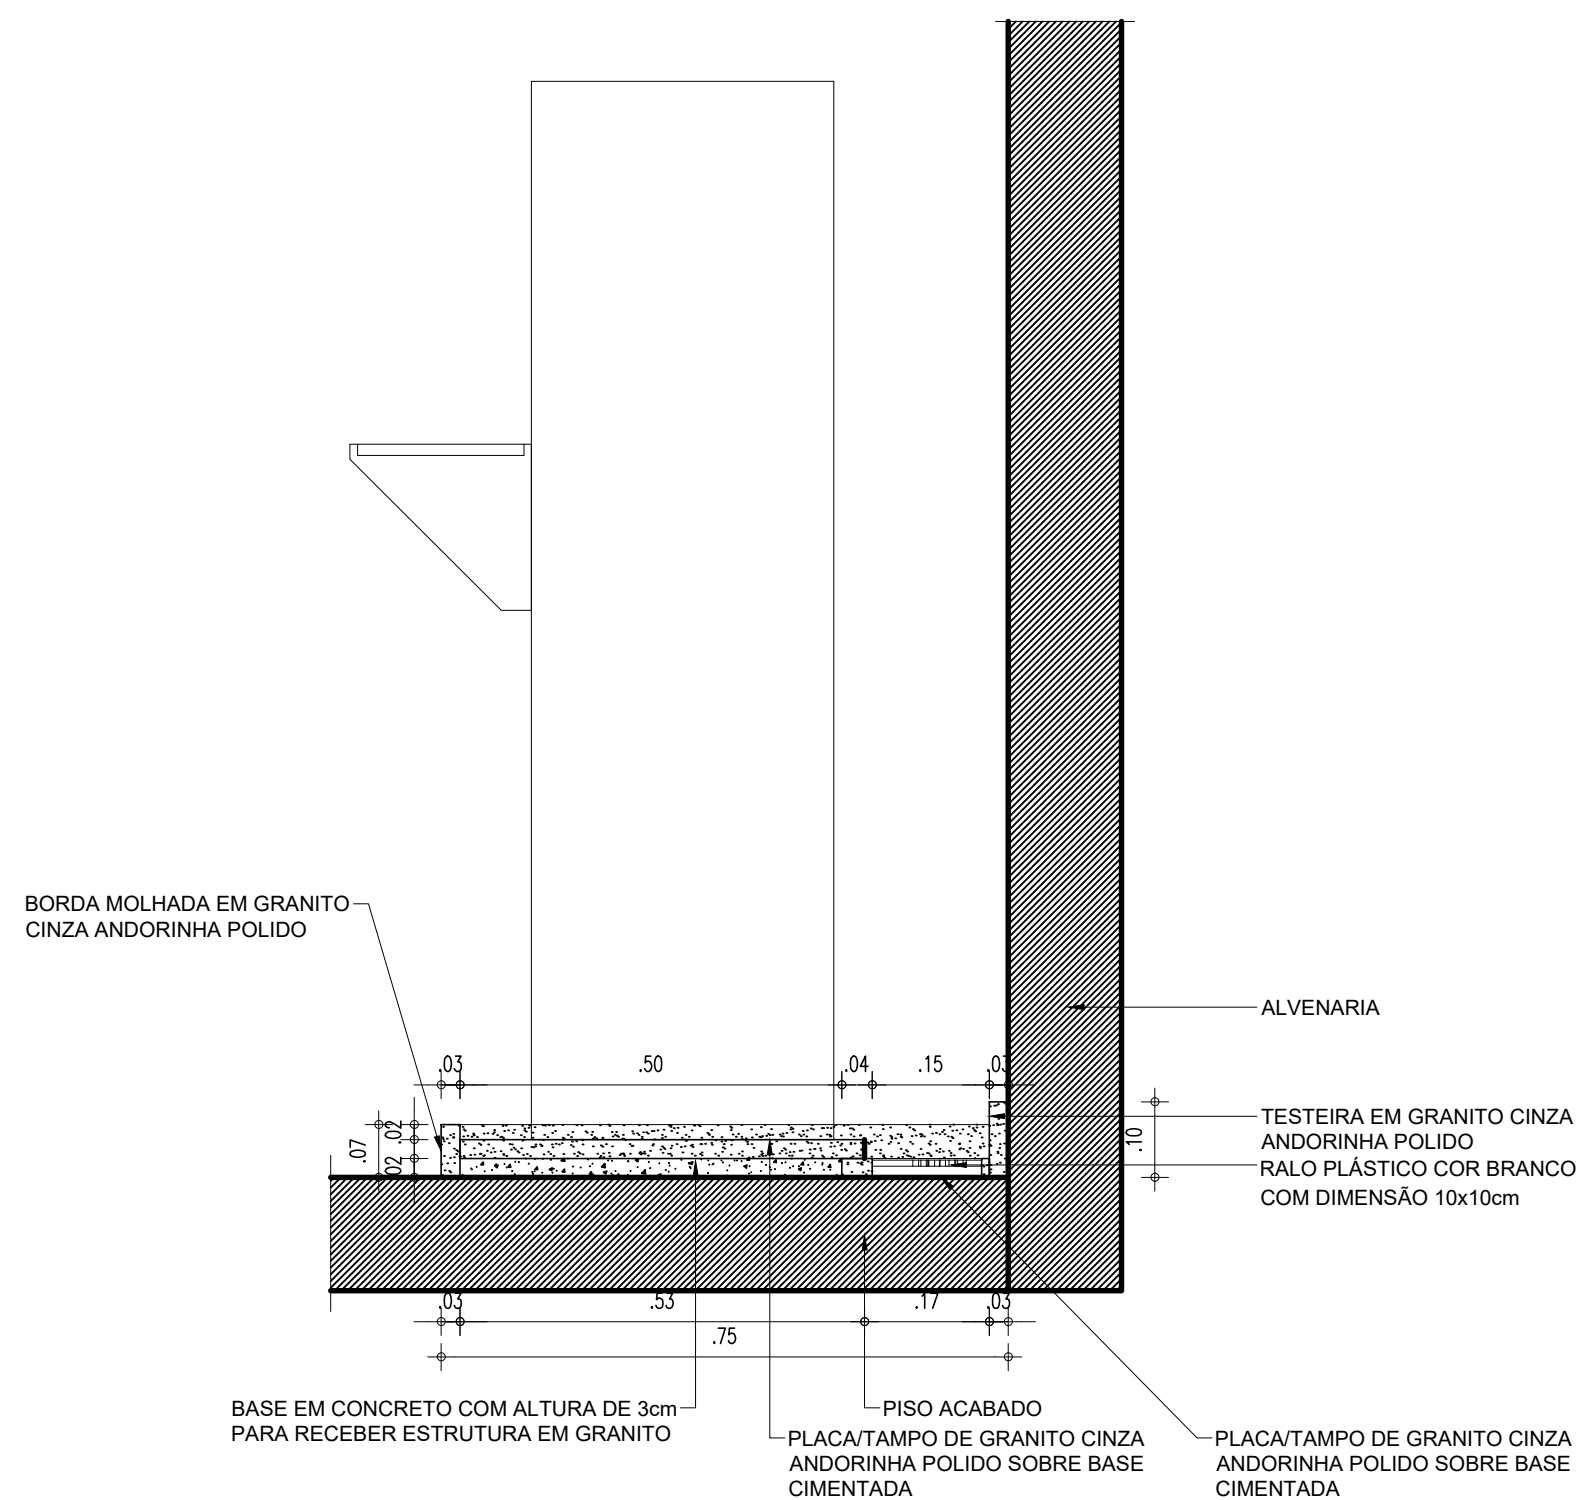 BORDA MOLHADA EM GRANITO
CINZA ANDORINHA POLIDO
ALVENARIA
.03
.50
.04
.15
.03
.07
.02
.02
.10
TESTEIRA EM GRANITO CINZA
ANDORINHA POLIDO
RALO PLÁSTICO COR BRANCO
COM DIMENSÃO 10x10cm
.03
.53
.17
.03
.75
BASE EM CONCRETO COM ALTURA DE 3cm
PARA RECEBER ESTRUTURA EM GRANITO
PISO ACABADO
PLACA/TAMPO DE GRANITO CINZA
ANDORINHA POLIDO SOBRE BASE
CIMENTADA
PLACA/TAMPO DE GRANITO CINZA
ANDORINHA POLIDO SOBRE BASE
CIMENTADA